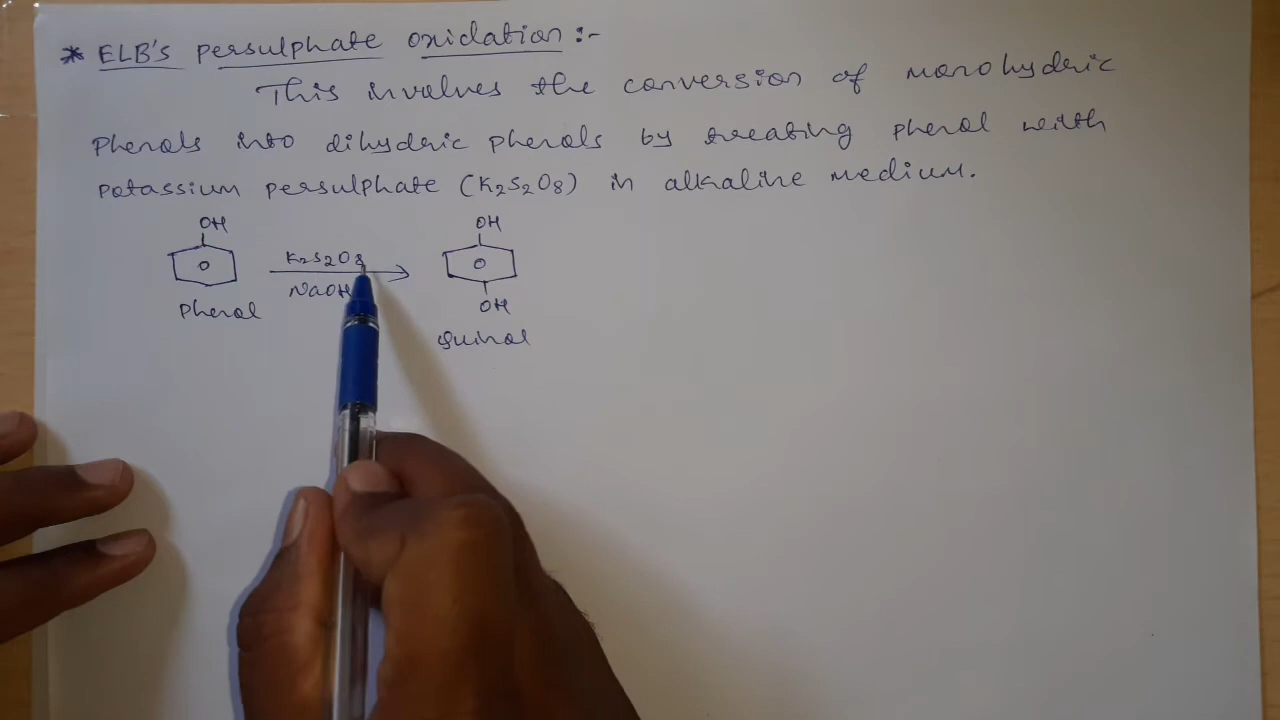 * ELB's persulphate oxidation :-
This involves the conversion of monohydric
phenols into dihydric phenols by treating phenol with
potassium persulphate (K2S2O8) in alkaline medium.
OH
OH
K2S2O8
NaOH
Phenol
OH
Quinol